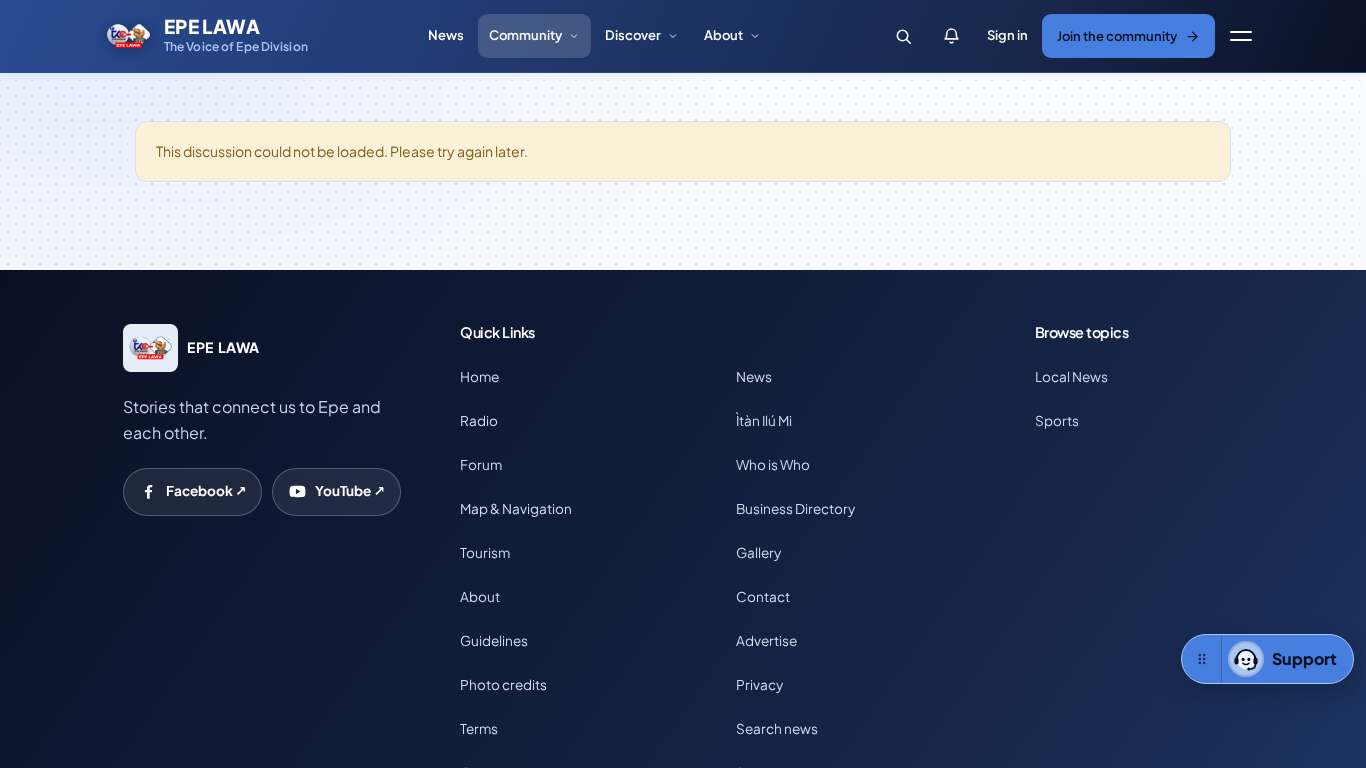 EPE LAWA
The Voice of Epe Division
News
Community
Discover
About
Sign in
Join the community →
This discussion could not be loaded. Please try again later.
EPE LAWA
EPE LAWA
Stories that connect us to Epe and
each other.
Facebook ↗
YouTube ↗
Quick Links
Home
News
Radio
Ìtàn Ilú Mi
Forum
Who is Who
Map & Navigation
Business Directory
Tourism
Gallery
About
Contact
Guidelines
Advertise
Photo credits
Privacy
Terms
Search news
Browse topics
Local News
Sports
Support